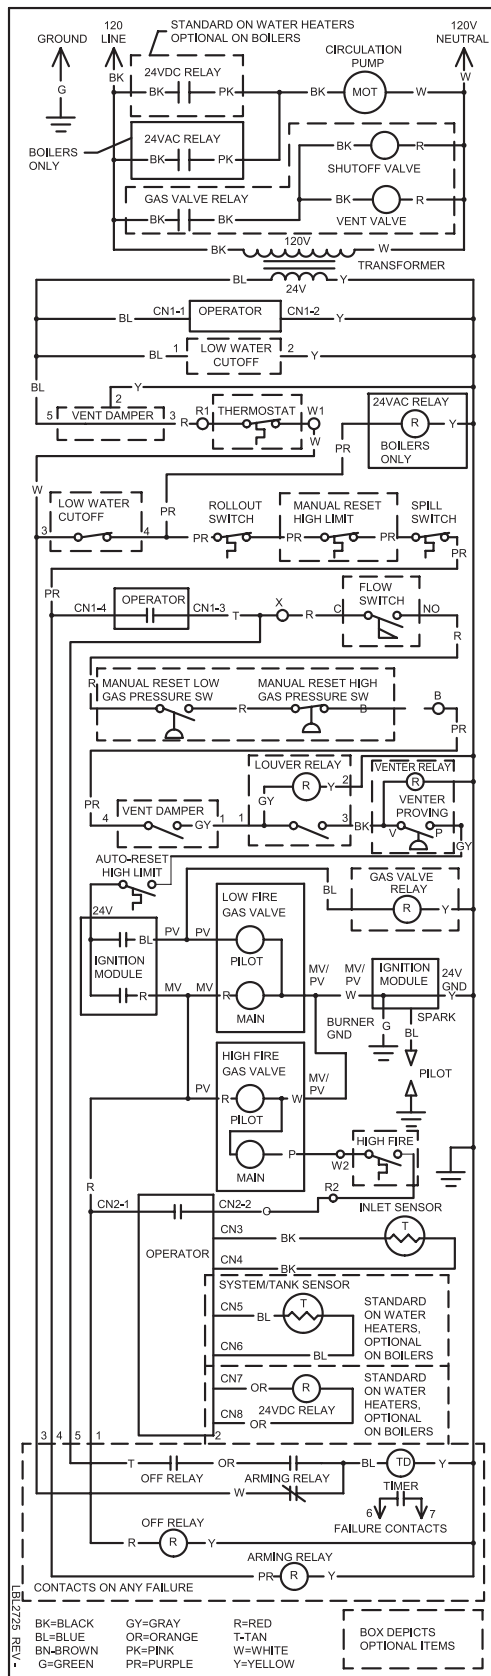 GROUND
120
LINE
STANDARD ON WATER HEATERS
OPTIONAL ON BOILERS
120V
NEUTRAL
24VDC RELAY
CIRCULATION
PUMP
BK
G
BK
PK
BK
MOT
W
W
BOILERS
ONLY
24VAC RELAY
BK
PK
BK
R
SHUTOFF VALVE
GAS VALVE RELAY
BK
BK
BK
R
VENT VALVE
BK
120V
W
TRANSFORMER
BL
24V
Y
BL
CN1-1
OPERATOR
CN1-2
Y
BL
1
LOW WATER
CUTOFF
2
Y
BL
2
Y
5
VENT DAMPER
3
R
R1
THERMOSTAT
W1
W
24VAC RELAY
R
Y
BOILERS
ONLY
PR
W
PR
3
LOW WATER
CUTOFF
4
ROLLOUT
SWITCH
MANUAL RESET
HIGH LIMIT
SPILL
SWITCH
PR
PR
PR
PR
PR
CN1-4
OPERATOR
CN1-3
T
X
R
C
FLOW
SWITCH
NO
R
R
MANUAL RESET LOW
GAS PRESSURE SW
MANUAL RESET HIGH
GAS PRESSURE SW
R
B
B
PR
PR
LOUVER RELAY
R
Y
2
GY
VENTER RELAY
R
VENTER
PROVING
4
VENT DAMPER
GY
1
1
3
BK
V
P
GY
AUTO-RESET
HIGH LIMIT
24V
BL
PV
PV
IGNITION
MODULE
R
MV
MV
LOW FIRE
GAS VALVE
PILOT
R
MAIN
BL
GAS VALVE
RELAY
R
Y
MV/
PV
MV/
PV
W
IGNITION
MODULE
24V
GND
Y
BURNER
GND
G
SPARK
BL
PILOT
HIGH FIRE
GAS VALVE
MV/
PV
PV
R
W
PILOT
P
MAIN
W2
HIGH FIRE
R2
R
CN2-1
CN2-2
O
OPERATOR
CN3
BK
INLET SENSOR
T
CN4
BK
SYSTEM/TANK SENSOR
CN5
BL
T
CN6
BL
STANDARD
ON WATER
HEATERS,
OPTIONAL
ON BOILERS
CN7
OR
R
24VDC RELAY
CN8
OR
STANDARD
ON WATER
HEATERS,
OPTIONAL
ON BOILERS
3
4
5
1
2
T
OFF RELAY
OR
ARMING RELAY
BL
TD
Y
TIMER
W
6
7
FAILURE CONTACTS
OFF RELAY
R
R
Y
ARMING RELAY
PR
R
Y
CONTACTS ON ANY FAILURE
LBL2725 REV -
BK=BLACK
GY=GRAY
R=RED
BL=BLUE
OR=ORANGE
T-TAN
BN-BROWN
PK=PINK
W=WHITE
G=GREEN
PR=PURPLE
Y=YELLOW
BOX DEPICTS
OPTIONAL ITEMS